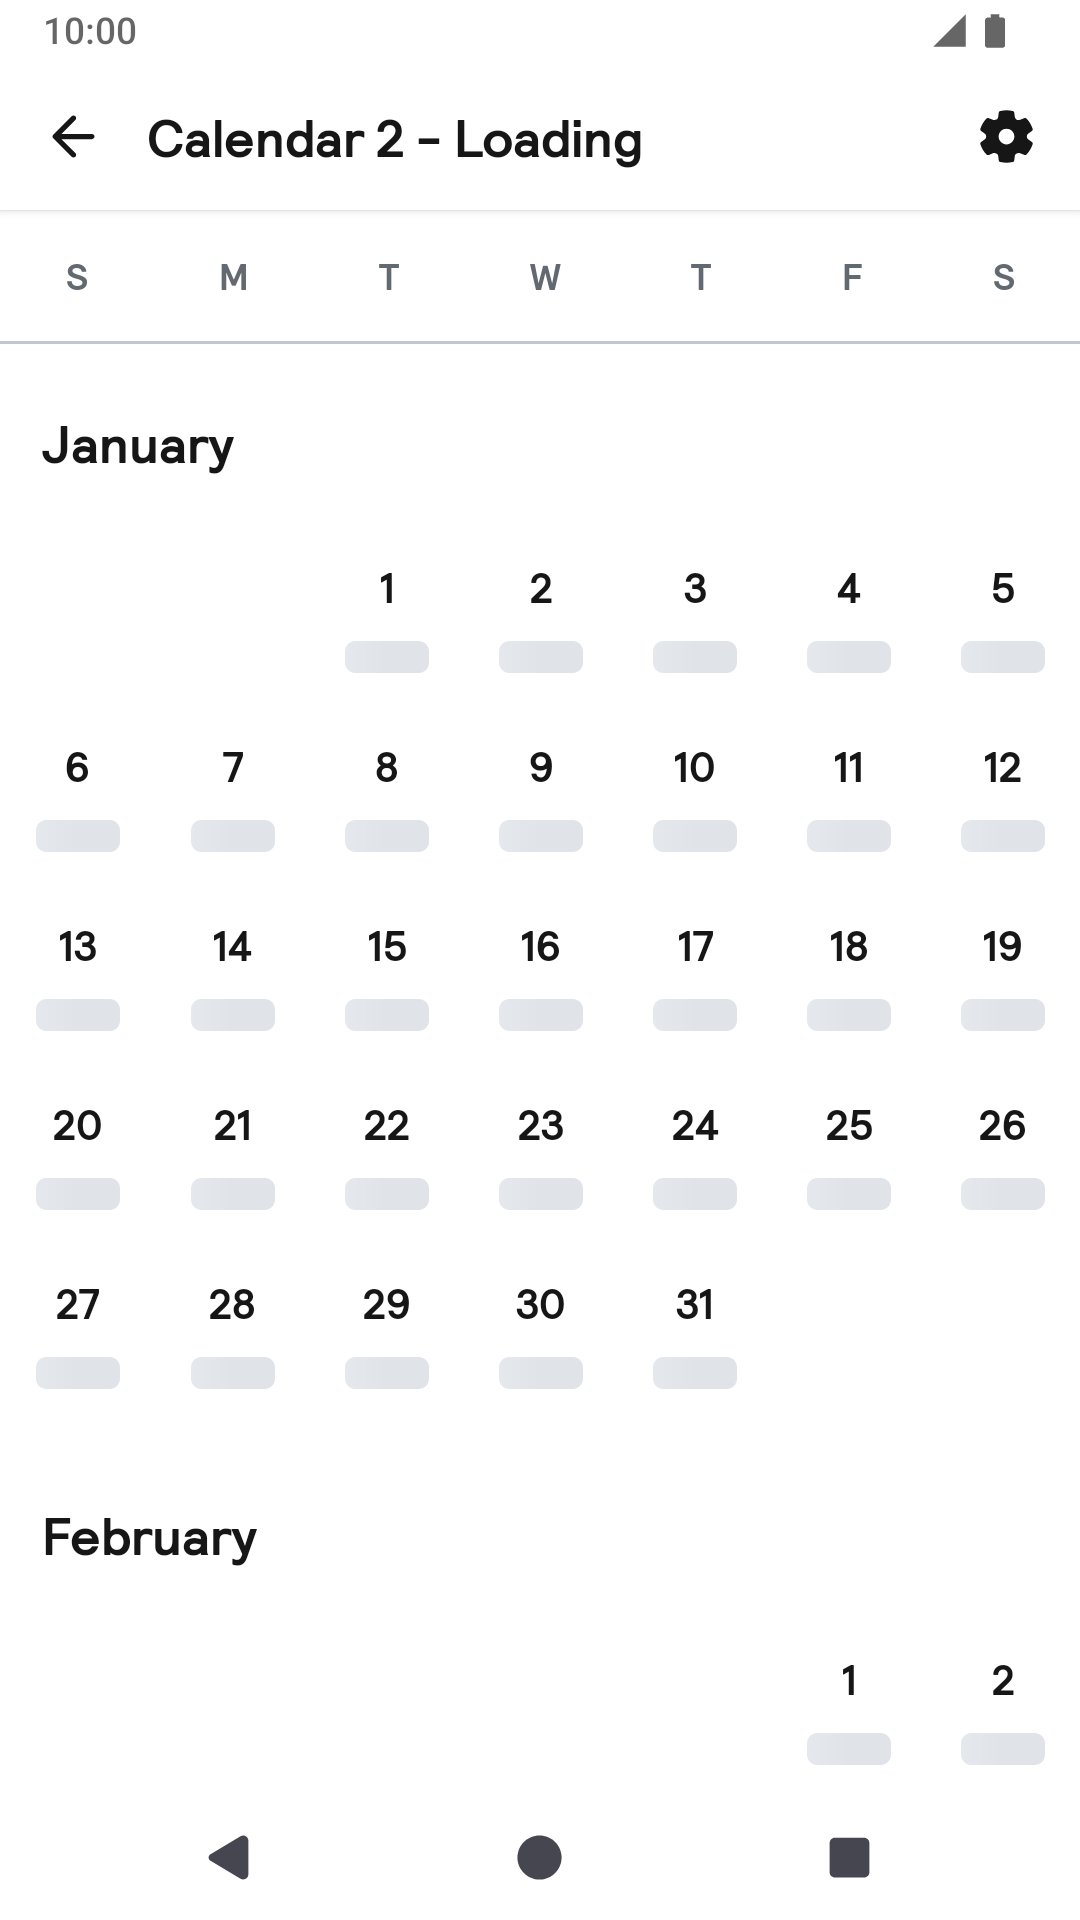 10:00
Calendar 2 – Loading
S M T W T F S
January
1 2 3 4 5
6 7 8 9 10 11 12
13 14 15 16 17 18 19
20 21 22 23 24 25 26
27 28 29 30 31
February
1 2